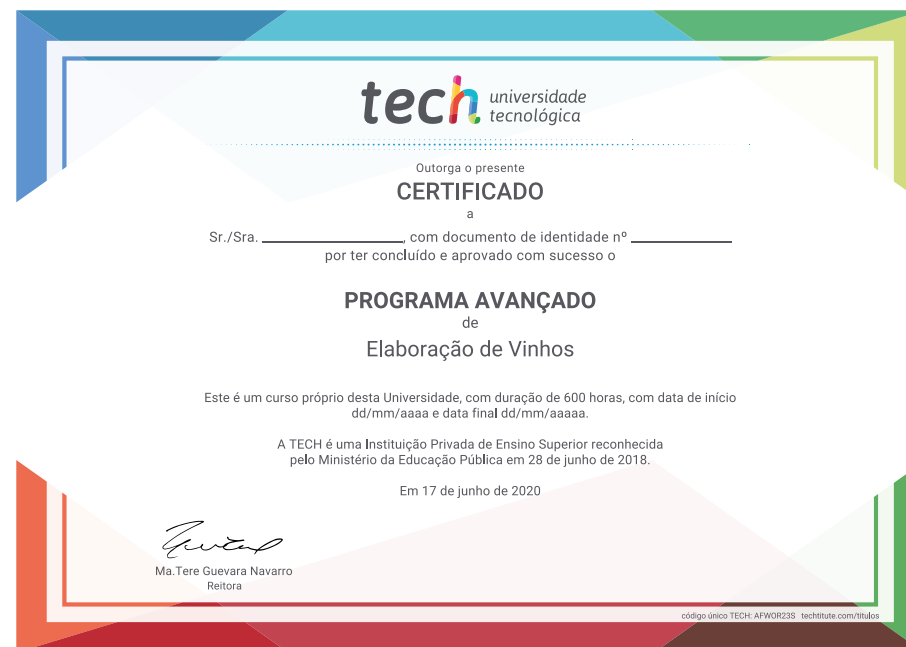 tech universidade
tecnológica
Outorga o presente
CERTIFICADO
a
Sr./Sra. ____________, com documento de identidade nº ____________
por ter concluído e aprovado com sucesso o
PROGRAMA AVANÇADO
de
Elaboração de Vinhos
Este é um curso próprio desta Universidade, com duração de 600 horas, com data de início
dd/mm/aaaa e data final dd/mm/aaaaa.
A TECH é uma Instituição Privada de Ensino Superior reconhecida
pelo Ministério da Educação Pública em 28 de junho de 2018.
Em 17 de junho de 2020
Ma.Tere Guevara Navarro
Reitora
código único TECH: AFWOR23S techtitute.com/titulos